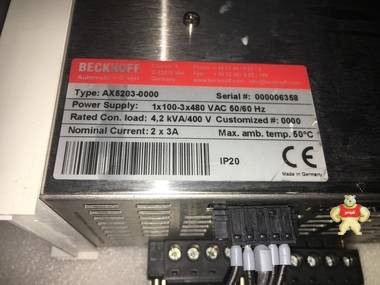 BECKHOFF
Germany
Type: AX5203-0000
Serial #: 000006358
Power Supply: 1x100-3x480 VAC 50/60 Hz
Rated Con. load: 4,2 kVA/400 V
Customized #: 0000
Nominal Current: 2 x 3A
Max. amb. temp. 50°C
IP20
CE
Made in Germany